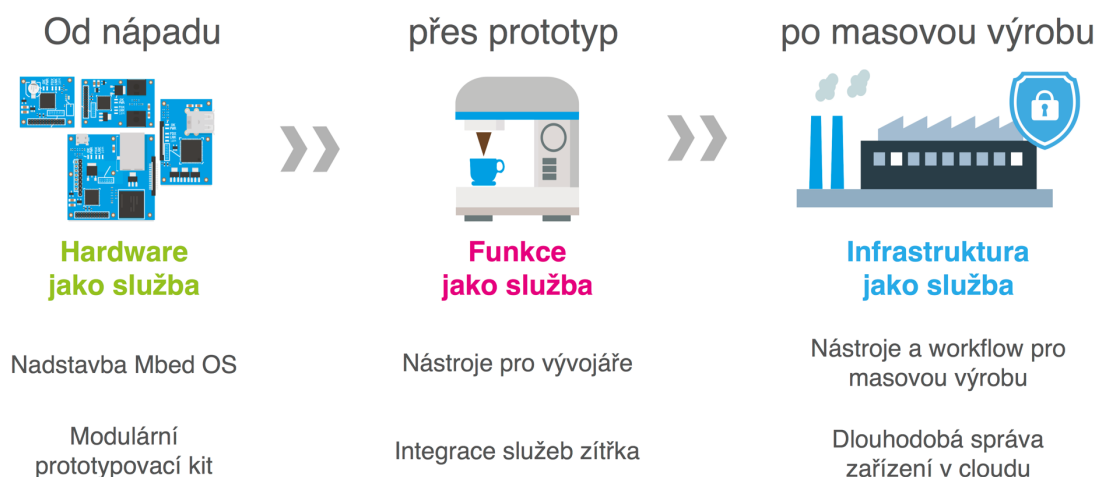 Od nápadu
přes prototyp
po masovou výrobu
Hardware
jako služba
Funkce
jako služba
Infrastruktura
jako služba
Nadstavba Mbed OS
Nástroje pro vývojáře
Nástroje a workflow pro
masovou výrobu
Modulární
prototypovací kit
Integrace služeb zítřka
Dlouhodobá správa
zařízení v cloudu